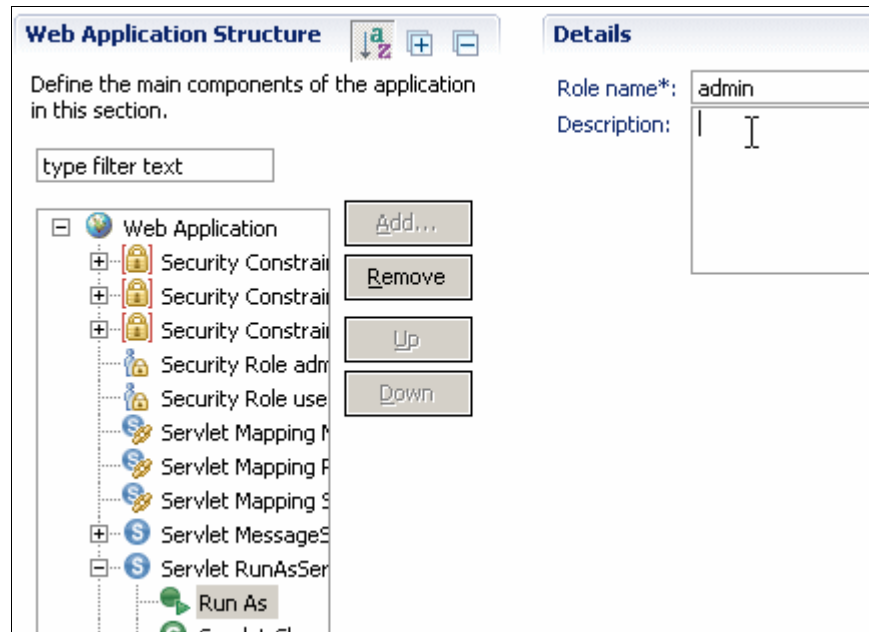 Web Application Structure
Define the main components of the application
in this section.
type filter text
Web Application
Security Constrai
Security Constrai
Security Constrai
Security Role adm
Security Role use
Servlet Mapping M
Servlet Mapping
Servlet Mapping S
Servlet MessageS
Servlet RunAsSer
Run As
Add...
Remove
Up
Down
Details
Role name*: admin
Description: